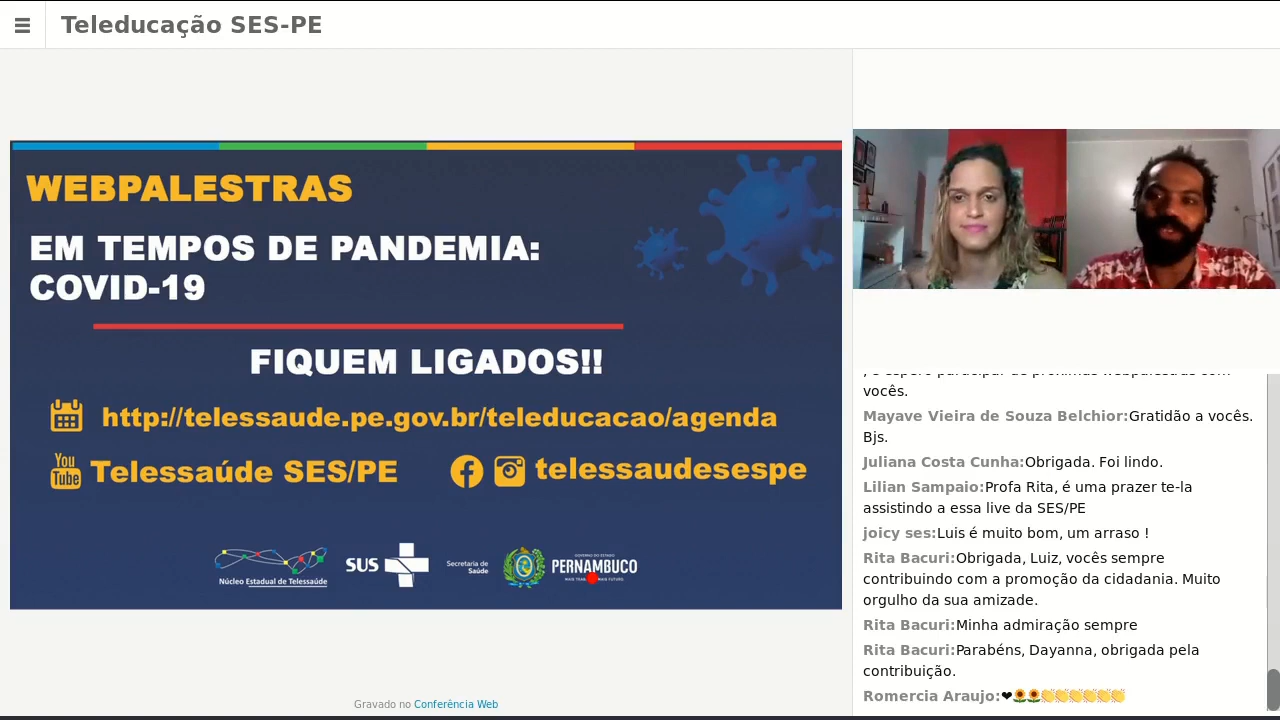 Teleducação SES-PE
WEBPALESTRAS
EM TEMPOS DE PANDEMIA:
COVID-19
FIQUEM LIGADOS!!
http://telessaude.pe.gov.br/teleducacao/agenda
You
Tube
Telessaúde SES/PE
telessaudesespe
Núcleo Estadual de Telessaúde
SUS
Secretaria de
Saúde
GOVERNO DO ESTADO
PERNAMBUCO
Gravado no Conferência Web
vocês.
Mayave Vieira de Souza Belchior:Gratidão a vocês.
Bjs.
Juliana Costa Cunha:Obrigada. Foi lindo.
Lilian Sampaio:Profa Rita, é uma prazer te-la
assistindo a essa live da SES/PE
joicy ses:Luis é muito bom, um arraso !
Rita Bacuri:Obrigada, Luiz, vocês sempre
contribuindo com a promoção da cidadania. Muito
orgulho da sua amizade.
Rita Bacuri:Minha admiração sempre
Rita Bacuri:Parabéns, Dayanna, obrigada pela
contribuição.
Romercia Araujo:❤🌻🌻👏👏👏👏👏👏